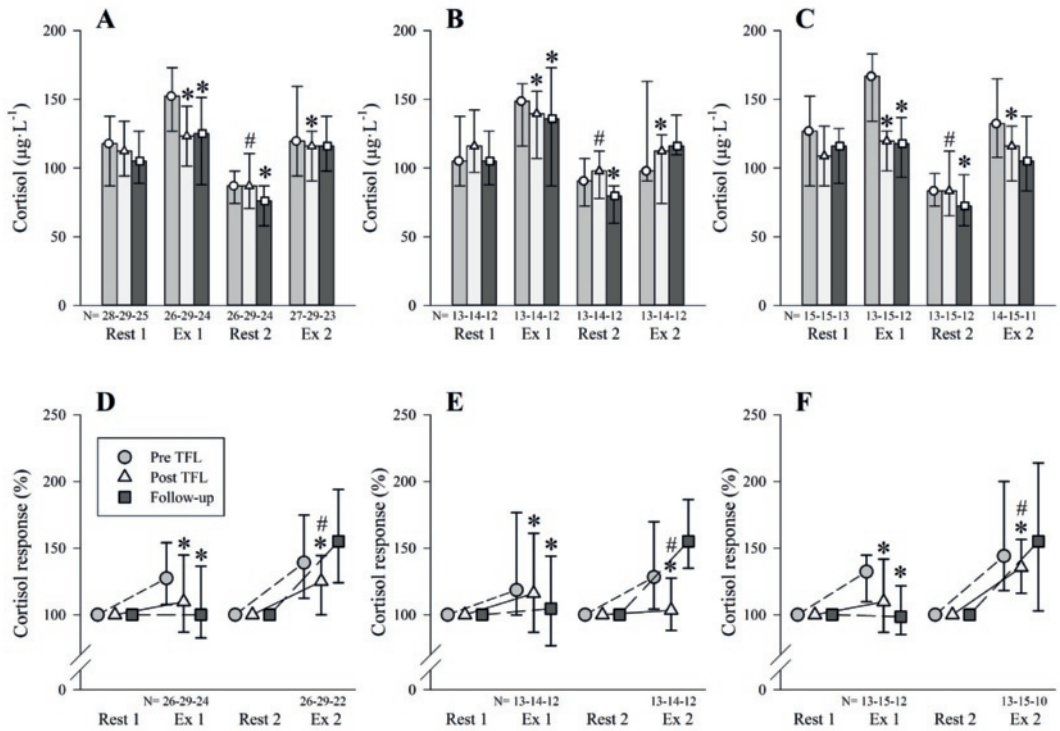 A
B
C
200
150
100
50
0
Cortisol (µg·L⁻¹)
* *
#
*
*
N= 28-29-25 26-29-24 26-29-24 27-29-23
Rest 1 Ex 1 Rest 2 Ex 2
200
150
100
50
0
Cortisol (µg·L⁻¹)
* *
#
*
*
N= 13-14-12 13-14-12 13-14-12 13-14-12
Rest 1 Ex 1 Rest 2 Ex 2
200
150
100
50
0
Cortisol (µg·L⁻¹)
* *
#
*
*
N= 15-15-13 13-15-12 13-15-12 14-15-11
Rest 1 Ex 1 Rest 2 Ex 2
D
E
F
250
200
150
100
0
Cortisol response (%)
Pre TFL
Post TFL
Follow-up
* *
#
*
N= 26-29-24 26-29-22
Rest 1 Ex 1 Rest 2 Ex 2
250
200
150
100
0
Cortisol response (%)
* *
#
*
N= 13-14-12 13-14-12
Rest 1 Ex 1 Rest 2 Ex 2
250
200
150
100
0
Cortisol response (%)
* *
#
*
N= 13-15-12 13-15-10
Rest 1 Ex 1 Rest 2 Ex 2